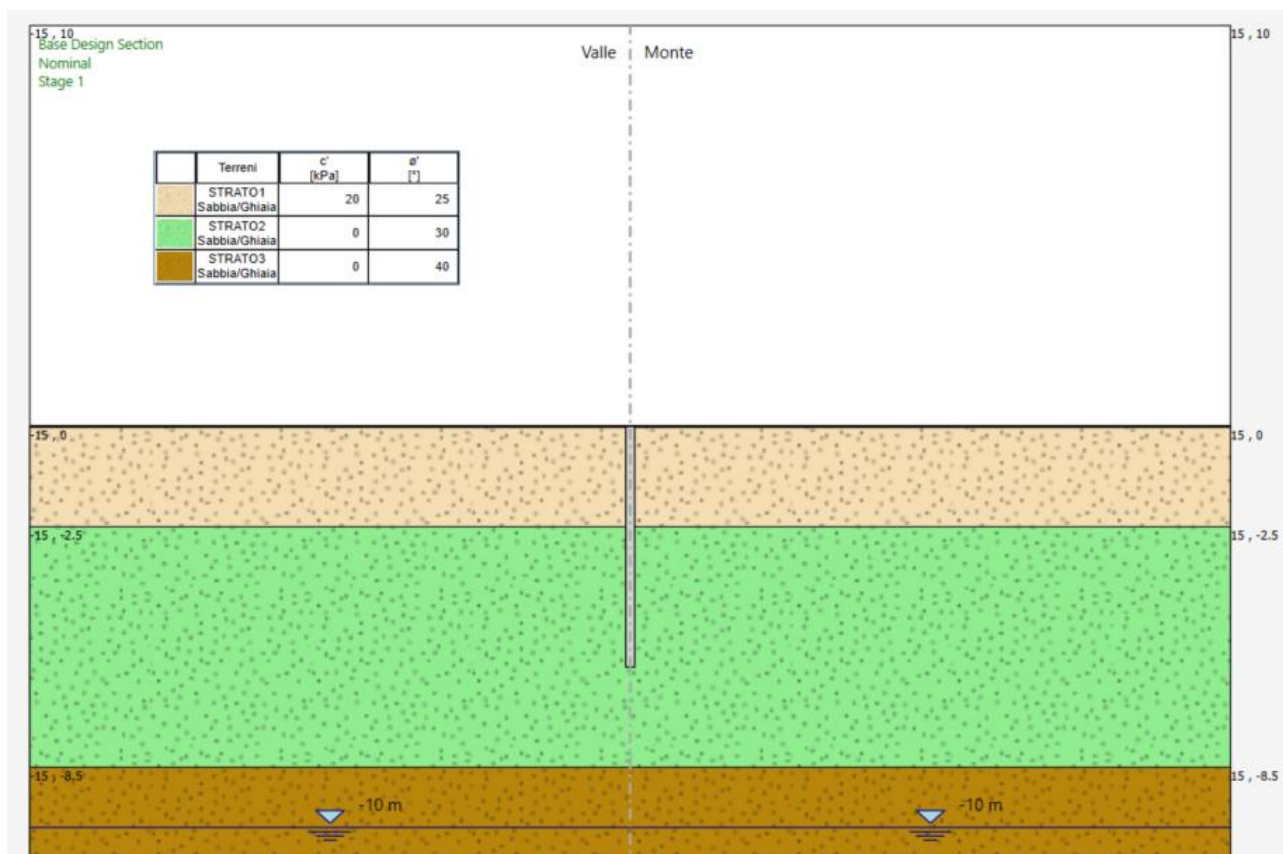 -15 , 10
15 , 10
Base Design Section
Nominal
Stage 1
Valle
Monte
Terreni
c'
[kPa]
ø'
[°]
STRATO1
Sabbia/Ghiaia
20
25
STRATO2
Sabbia/Ghiaia
0
30
STRATO3
Sabbia/Ghiaia
0
40
-15 , 0
15 , 0
-15 , -2.5
15 , -2.5
-15 , -8.5
15 , -8.5
-10 m
-10 m